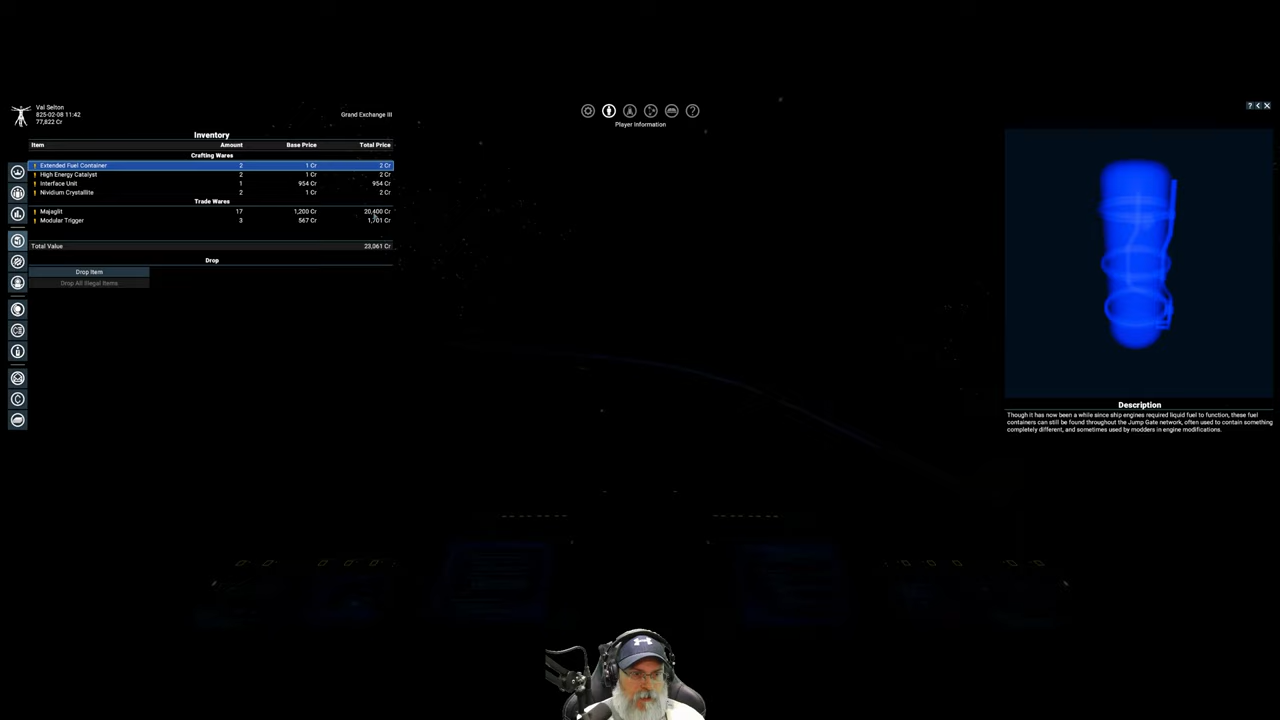 Val Selton
825-02-08 11:42
77,822 Cr
Grand Exchange III
Player Information
? < X
Inventory
Item Amount Base Price Total Price
Crafting Wares
Extended Fuel Container 2 1 Cr 2 Cr
High Energy Catalyst 2 1 Cr 2 Cr
Interface Unit 1 954 Cr 954 Cr
Nividium Crystallite 2 1 Cr 2 Cr
Trade Wares
Majaglit 17 1,200 Cr 20,400 Cr
Modular Trigger 3 567 Cr 1,701 Cr
Total Value 23,061 Cr
Drop
Drop Item
Drop All Illegal Items
Description
Though it has now been a while since ship engines required liquid fuel to function, these fuel
containers can still be found throughout the Jump Gate network, often used to contain something
completely different, and sometimes used by modders in engine modifications.